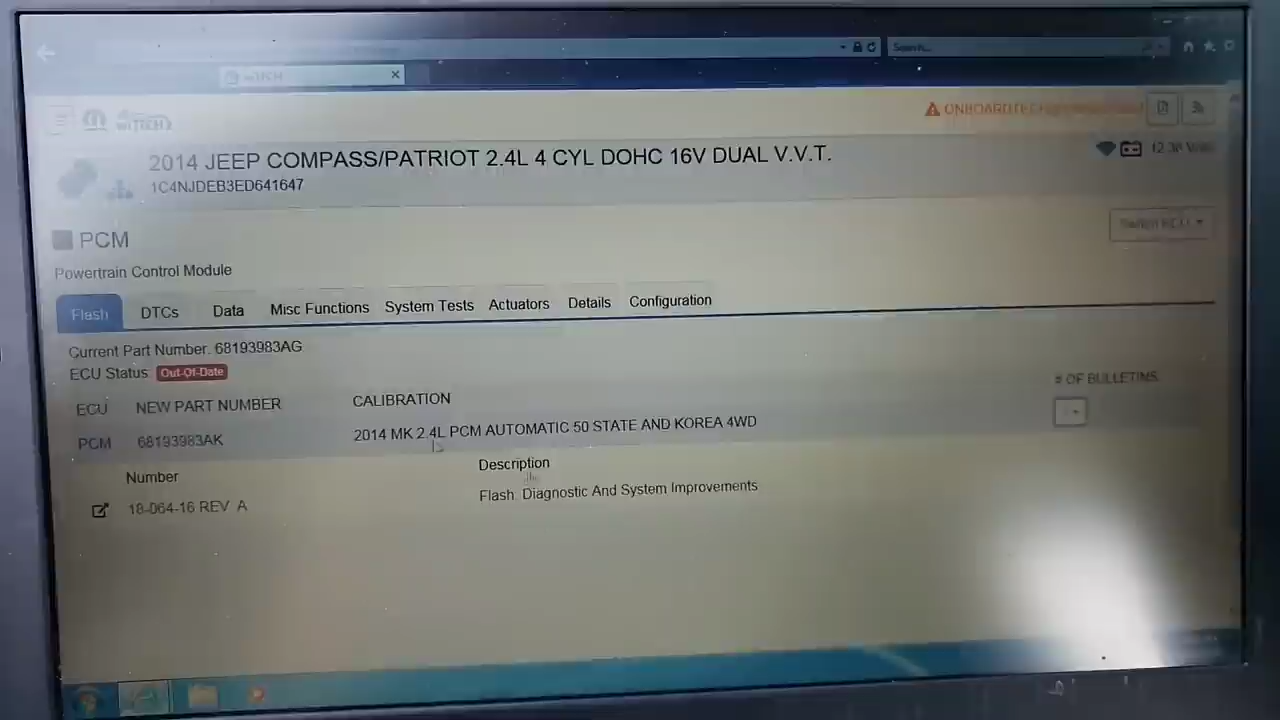 Search...
wiTECH
wiTECH
2014 JEEP COMPASS/PATRIOT 2.4L 4 CYL DOHC 16V DUAL V.V.T.
1C4NJDEB3ED641647
PCM
Powertrain Control Module
Flash DTCs Data Misc Functions System Tests Actuators Details Configuration
Current Part Number: 68193983AG
ECU Status: Out-Of-Date
ECU NEW PART NUMBER CALIBRATION # OF BULLETINS
PCM 68193983AK 2014 MK 2.4L PCM AUTOMATIC 50 STATE AND KOREA 4WD
Number Description
18-064-16 REV A Flash: Diagnostic And System Improvements